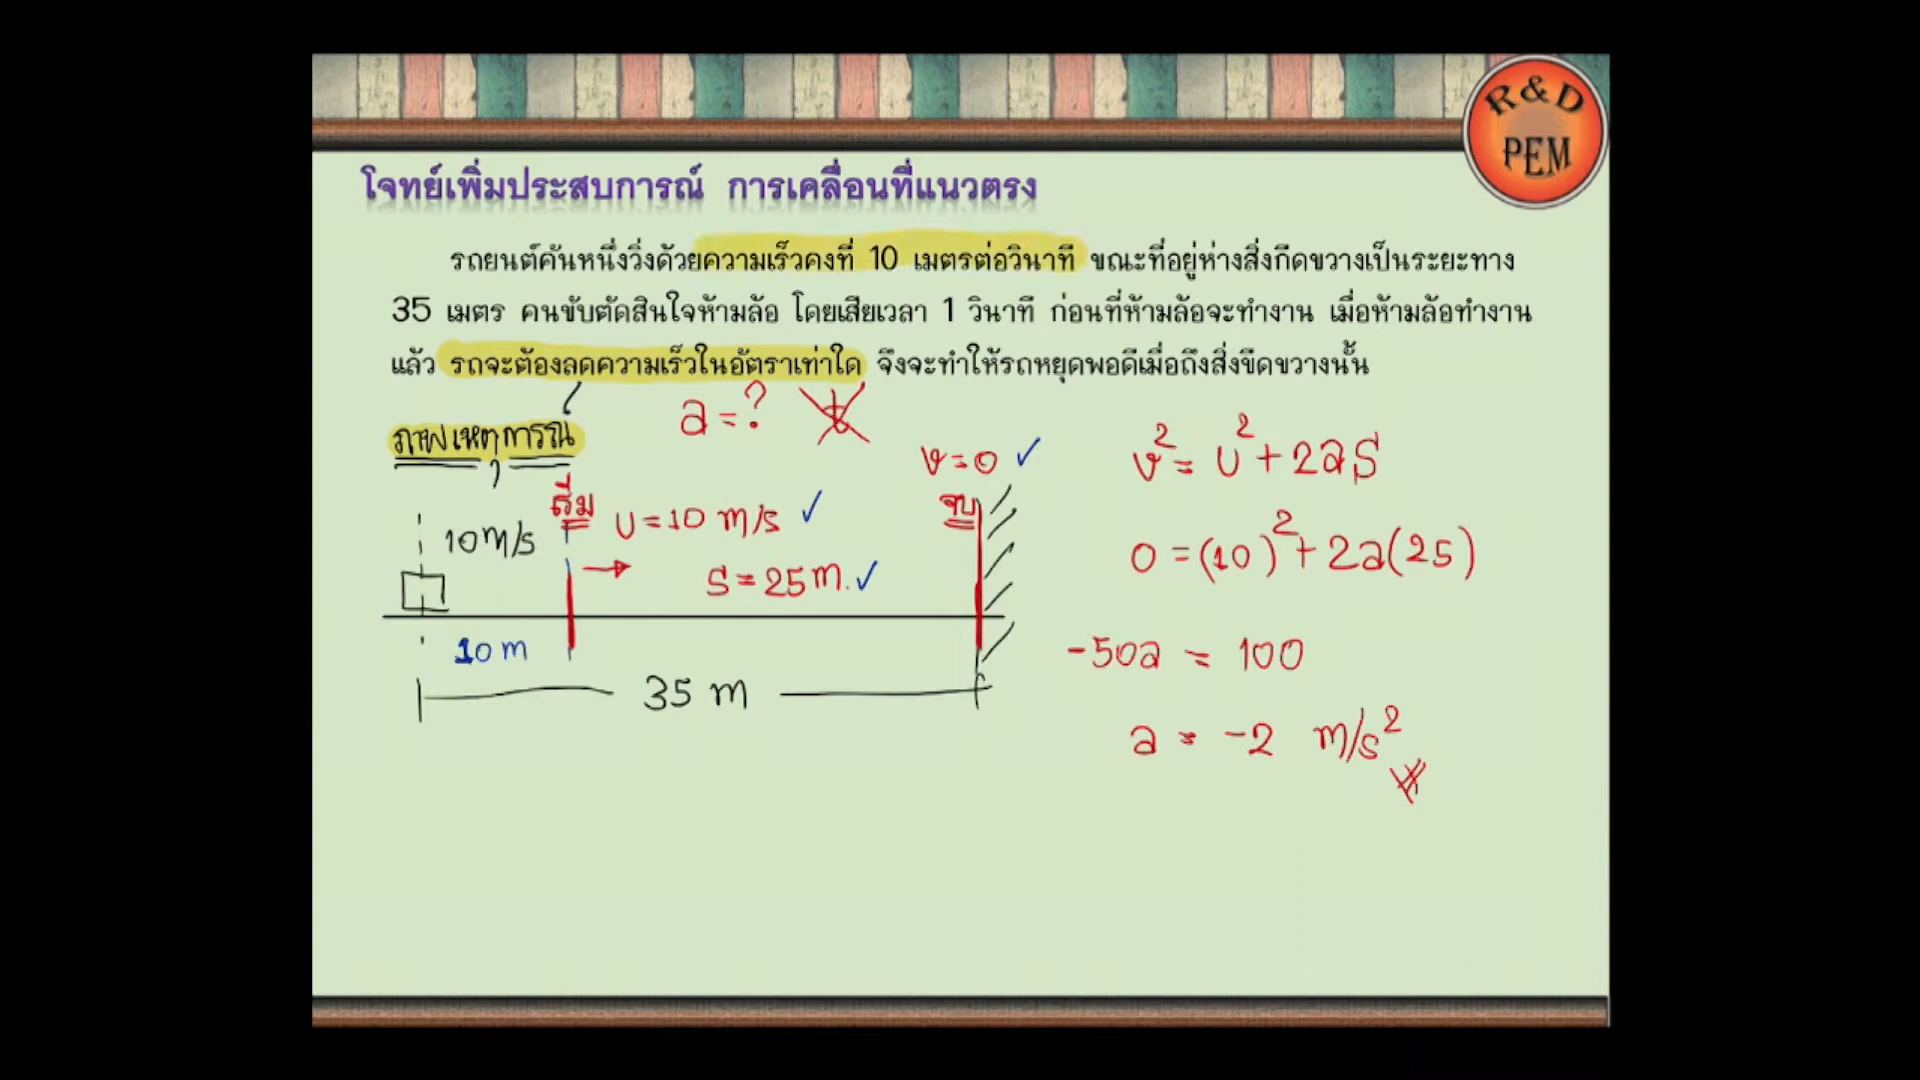 R & D
PEM
โจทย์เพิ่มประสบการณ์ การเคลื่อนที่แนวตรง
รถยนต์คันหนึ่งวิ่งด้วยความเร็วคงที่ 10 เมตรต่อวินาที ขณะที่อยู่ห่างสิ่งกีดขวางเป็นระยะทาง
35 เมตร คนขับตัดสินใจห้ามล้อ โดยเสียเวลา 1 วินาที ก่อนที่ห้ามล้อจะทำงาน เมื่อห้ามล้อทำงาน
แล้ว รถจะต้องลดความเร็วในอัตราเท่าใด จึงจะทำให้รถหยุดพอดีเมื่อถึงสิ่งขีดขวางนั้น
a = ? t
ภาพเหตุการณ์
v = 0 ✓
เริ่ม
จบ
u = 10 m/s ✓
10 m/s
s = 25 m. ✓
10 m
35 m
v² = u² + 2as
0 = (10)² + 2a(25)
-50a = 100
a = -2 m/s²